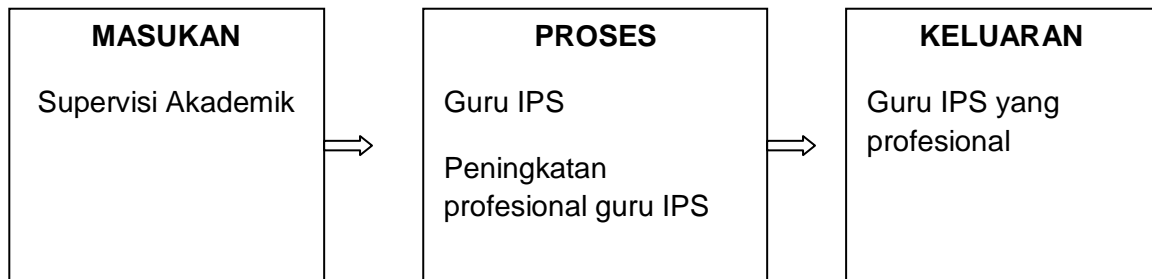 MASUKAN
Supervisi Akademik
PROSES
Guru IPS
Peningkatan
profesional guru IPS
KELUARAN
Guru IPS yang
profesional